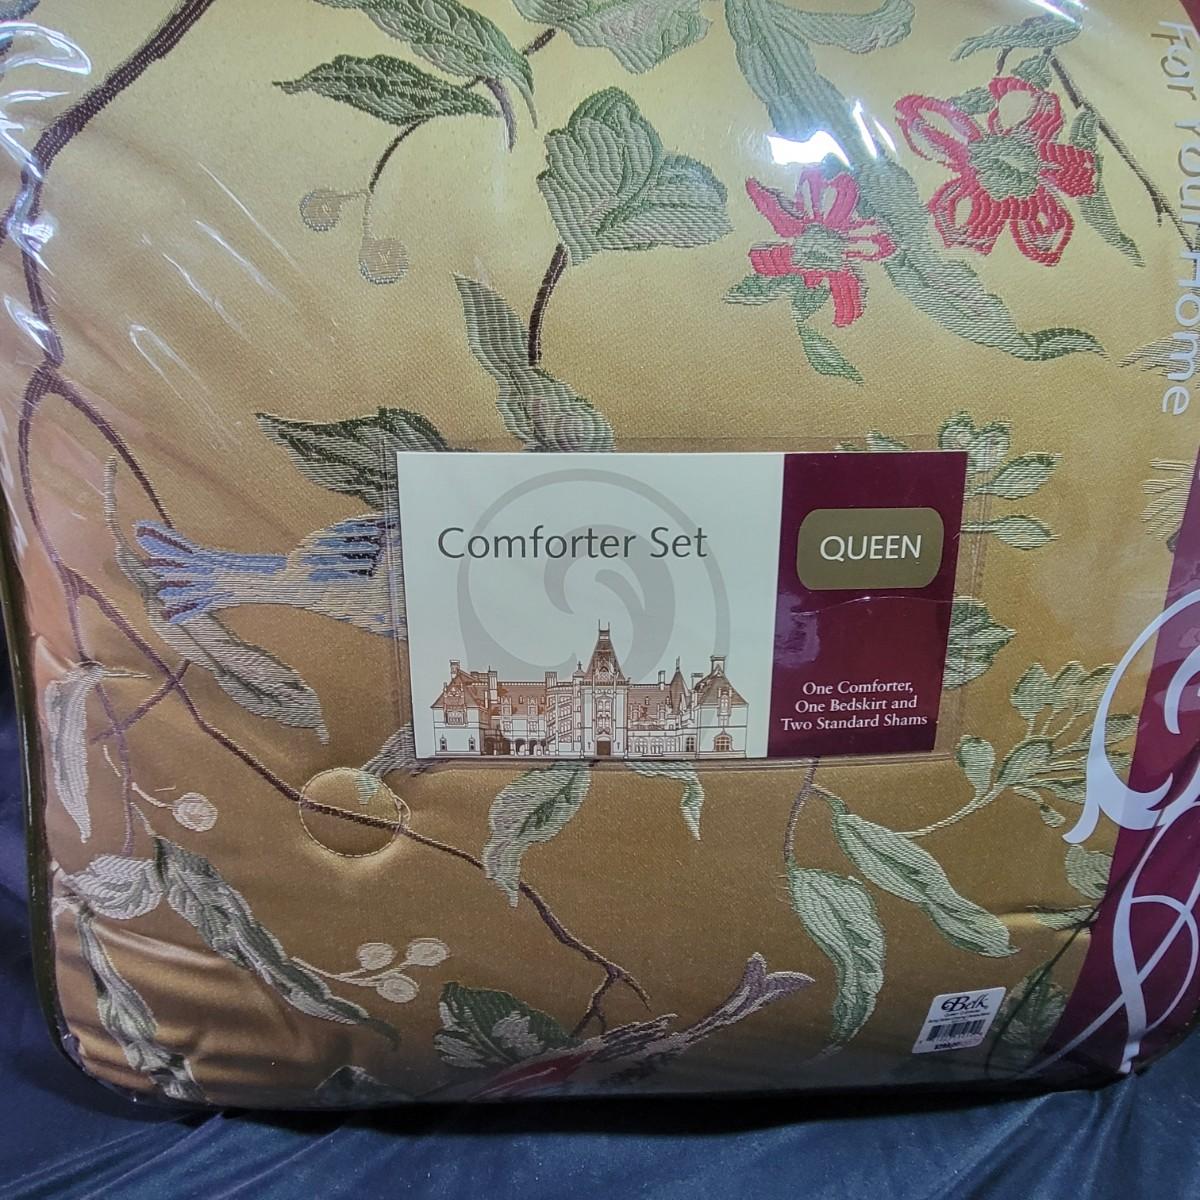 For Your Home
Comforter Set
QUEEN
One Comforter,
One Bedskirt and
Two Standard Shams
Belk